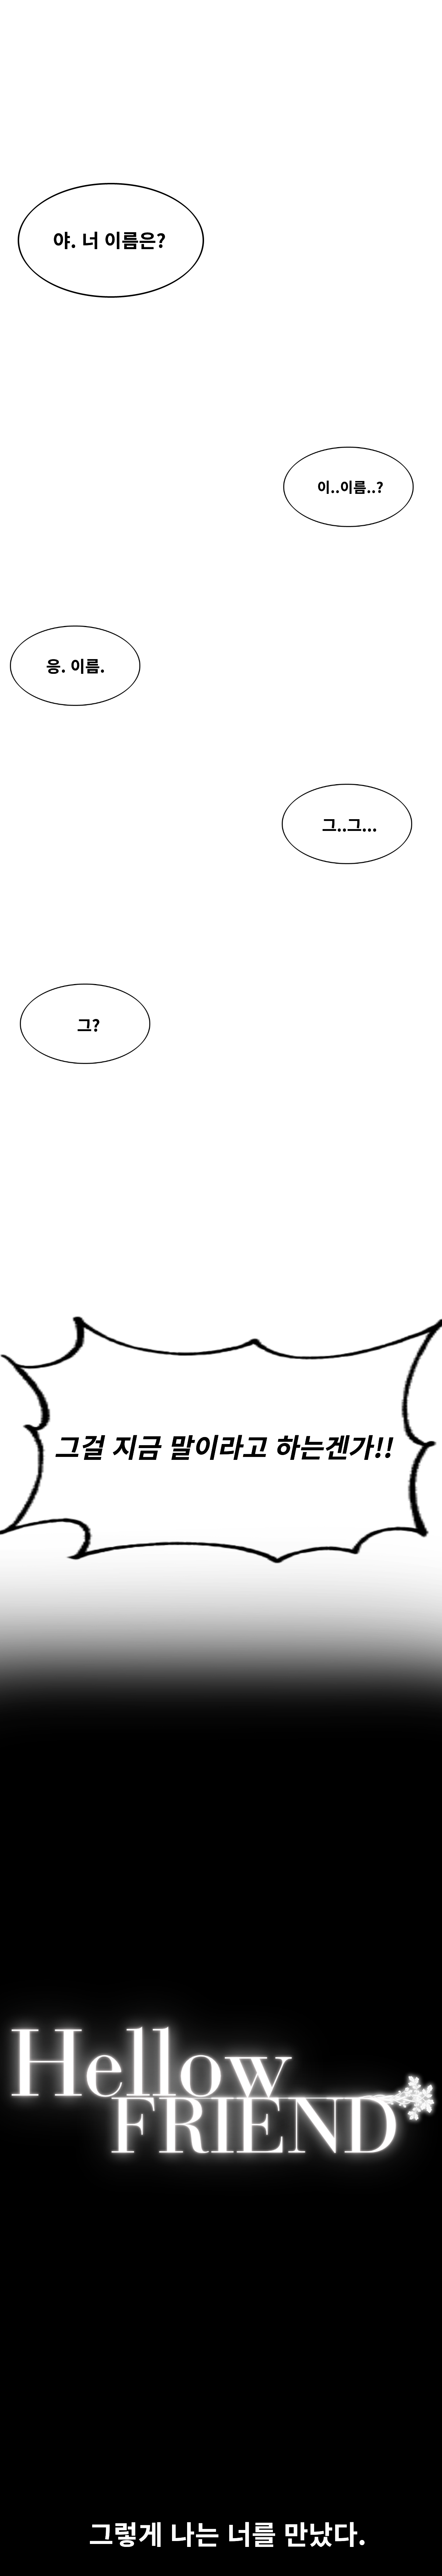 야. 너 이름은?
이..이름..?
응. 이름.
그..그...
그?
그걸 지금 말이라고 하는겐가!!
Hellow
FRIEND
그렇게 나는 너를 만났다.